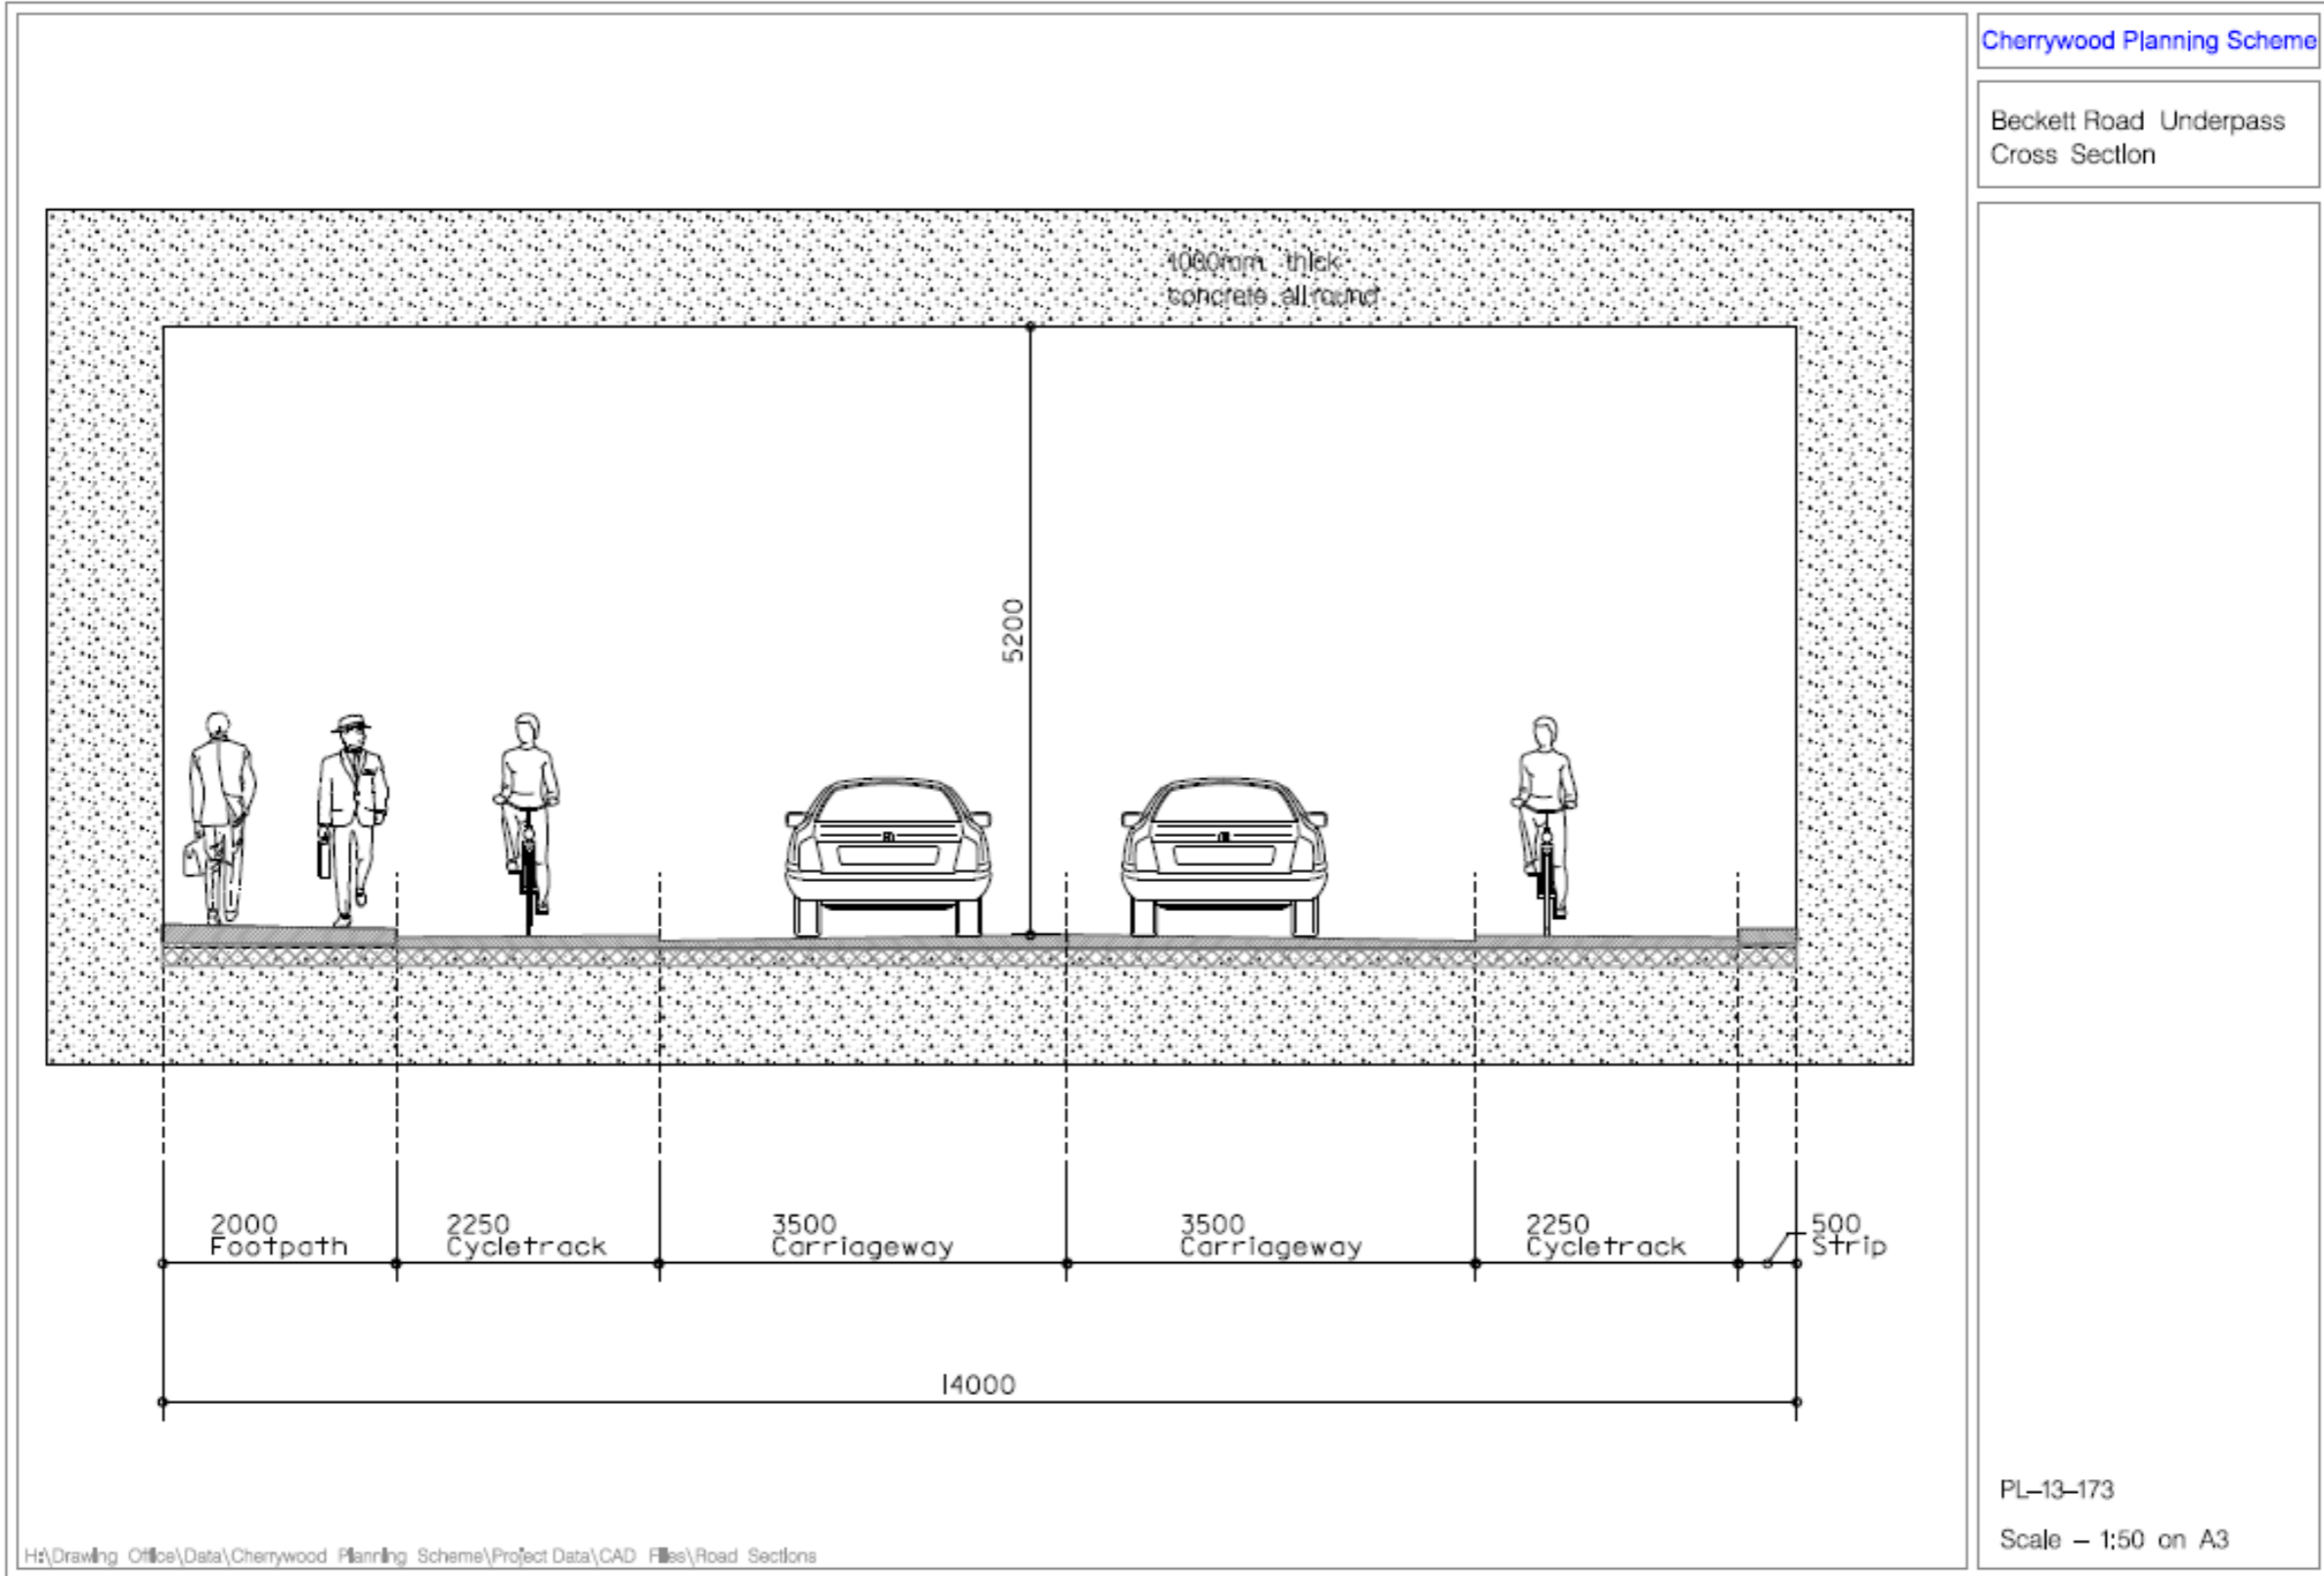 Cherrywood Planning Scheme
Beckett Road Underpass
Cross Section
1000mm thick
concrete all round
5200
2000
Footpath
2250
Cycletrack
3500
Carriageway
3500
Carriageway
2250
Cycletrack
500
Strip
14000
PL-13-173
Scale - 1:50 on A3
H:\Drawing Office\Data\Cherrywood Planning Scheme\Project Data\CAD Files\Road Sections